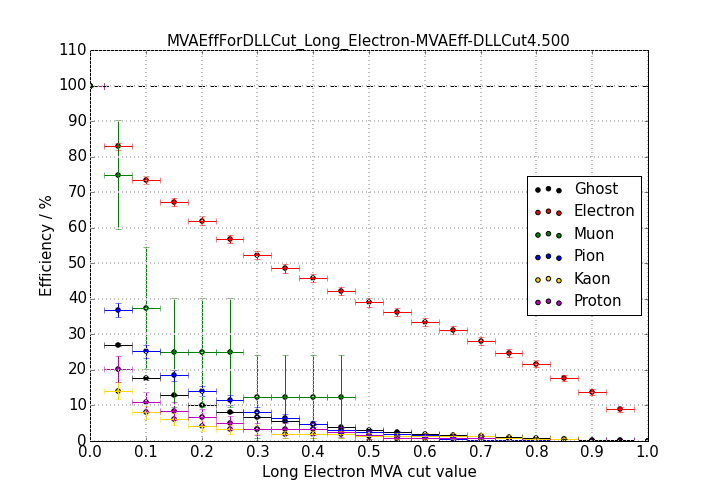 MVAEffForDLLCut_Long_Electron-MVAEff-DLLCut4.500
110
100
90
80
70
60
50
40
30
20
10
0
Efficiency / %
Ghost
Electron
Muon
Pion
Kaon
Proton
0.0 0.1 0.2 0.3 0.4 0.5 0.6 0.7 0.8 0.9 1.0
Long Electron MVA cut value